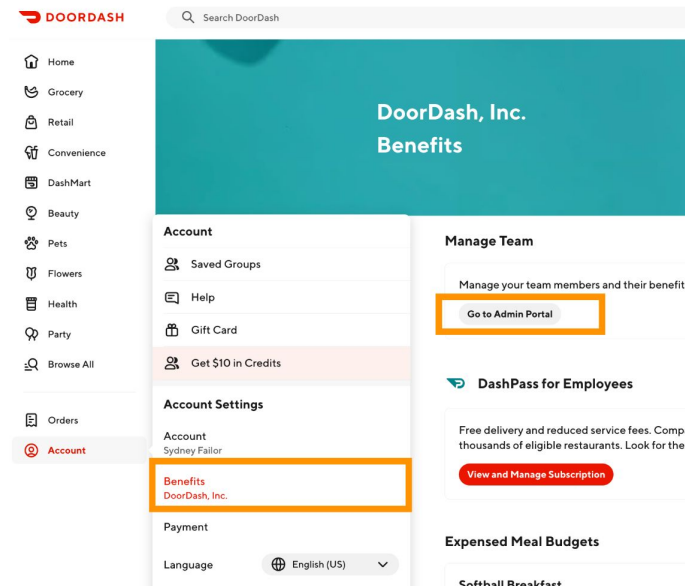 DOORDASH
Search DoorDash
Home
Grocery
Retail
Convenience
DashMart
Beauty
Pets
Flowers
Health
Party
Browse All
Orders
Account
DoorDash, Inc.
Benefits
Account
Saved Groups
Help
Gift Card
Get $10 in Credits
Account Settings
Account
Sydney Failor
Benefits
DoorDash, Inc.
Payment
Language
English (US)
Manage Team
Manage your team members and their benefit
Go to Admin Portal
DashPass for Employees
Free delivery and reduced service fees. Comp
thousands of eligible restaurants. Look for the
View and Manage Subscription
Expensed Meal Budgets
Softball Breakfast